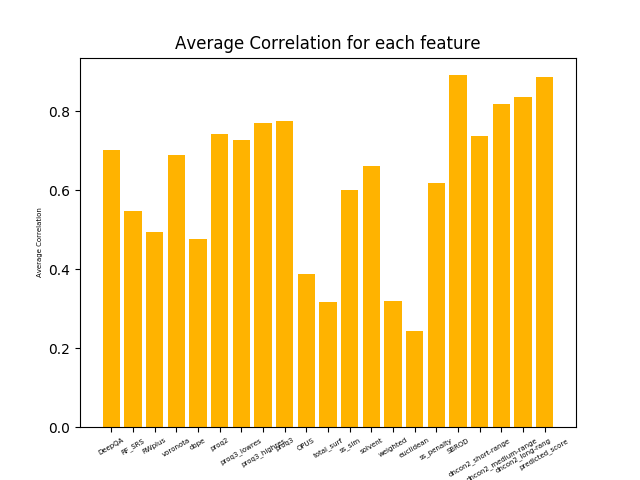 Average Correlation for each feature
Average Correlation
0.8
0.6
0.4
0.2
0.0
DeepQA
RF_SRS
RWplus
voronota
dope
proq2
proq3_lowres
proq3_highres
proq3
OPUS
total_surf
ss_sim
solvent
weighted
euclidean
ss_penalty
SBROD
dncon2_short-range
dncon2_medium-range
dncon2_long-rang
predicted_score